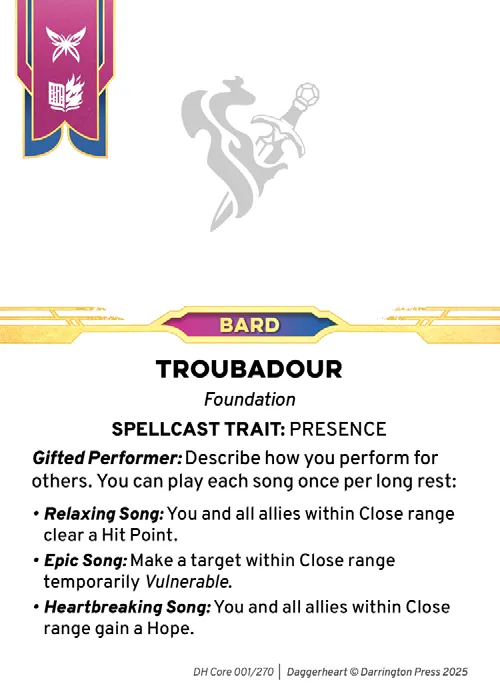 BARD
TROUBADOUR
Foundation
SPELLCAST TRAIT: PRESENCE
Gifted Performer: Describe how you perform for
others. You can play each song once per long rest:
• Relaxing Song: You and all allies within Close range
clear a Hit Point.
• Epic Song: Make a target within Close range
temporarily Vulnerable.
• Heartbreaking Song: You and all allies within Close
range gain a Hope.
DH Core 001/270 | Daggerheart © Darrington Press 2025